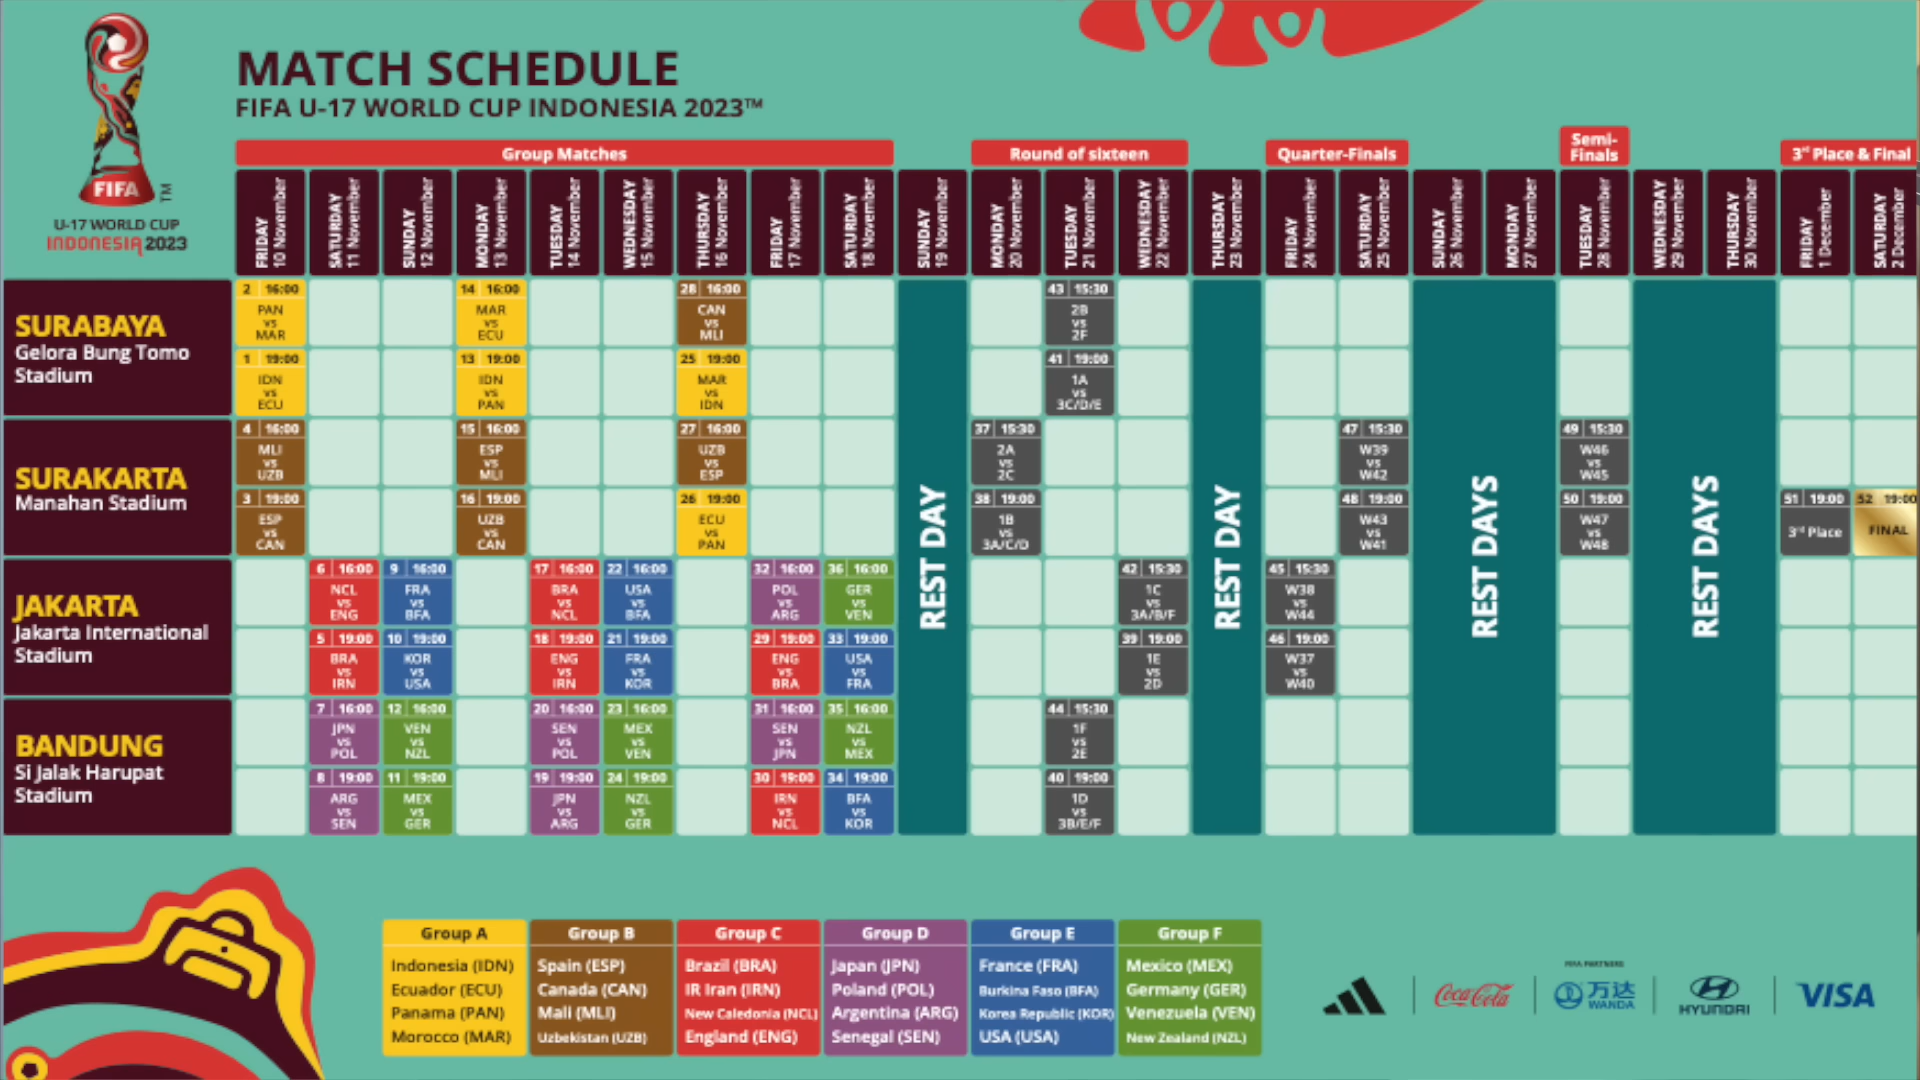 MATCH SCHEDULE
FIFA U-17 WORLD CUP INDONESIA 2023™
FIFA
TM
U-17 WORLD CUP
INDONESIA 2023
Group Matches
Round of sixteen
Quarter-Finals
Semi-
Finals
3rd Place & Final
FRIDAY
10 November
SATURDAY
11 November
SUNDAY
12 November
MONDAY
13 November
TUESDAY
14 November
WEDNESDAY
15 November
THURSDAY
16 November
FRIDAY
17 November
SATURDAY
18 November
SUNDAY
19 November
MONDAY
20 November
TUESDAY
21 November
WEDNESDAY
22 November
THURSDAY
23 November
FRIDAY
24 November
SATURDAY
25 November
SUNDAY
26 November
MONDAY
27 November
TUESDAY
28 November
WEDNESDAY
29 November
THURSDAY
30 November
FRIDAY
1 December
SATURDAY
2 December
SURABAYA
Gelora Bung Tomo
Stadium
2 16:00
PAN
vs
MAR
14 16:00
MAR
vs
ECU
28 16:00
CAN
vs
MLI
43 15:30
2B
vs
2F
1 19:00
IDN
vs
ECU
13 19:00
IDN
vs
PAN
25 19:00
MAR
vs
IDN
41 19:00
1A
vs
3C/D/E
SURAKARTA
Manahan Stadium
4 16:00
MLI
vs
UZB
15 16:00
ESP
vs
MLI
27 16:00
UZB
vs
ESP
37 15:30
2A
vs
2C
47 15:30
W39
vs
W42
49 15:30
W46
vs
W45
3 19:00
ESP
vs
CAN
16 19:00
UZB
vs
CAN
26 19:00
ECU
vs
PAN
38 19:00
1B
vs
3A/C/D
48 19:00
W43
vs
W41
50 19:00
W47
vs
W48
51 19:00
3rd Place
52 19:00
FINAL
JAKARTA
Jakarta International
Stadium
6 16:00
NCL
vs
ENG
9 16:00
FRA
vs
BFA
17 16:00
BRA
vs
NCL
22 16:00
USA
vs
BFA
32 16:00
POL
vs
ARG
36 16:00
GER
vs
VEN
42 15:30
1C
vs
3A/B/F
45 15:30
W38
vs
W44
5 19:00
BRA
vs
IRN
10 19:00
KOR
vs
USA
18 19:00
ENG
vs
IRN
21 19:00
FRA
vs
KOR
29 19:00
ENG
vs
BRA
33 19:00
USA
vs
FRA
39 19:00
1E
vs
2D
46 19:00
W37
vs
W40
BANDUNG
Si Jalak Harupat
Stadium
7 16:00
JPN
vs
POL
12 16:00
VEN
vs
NZL
20 16:00
SEN
vs
POL
23 16:00
MEX
vs
VEN
31 16:00
SEN
vs
JPN
35 16:00
NZL
vs
MEX
44 15:30
1F
vs
2E
8 19:00
ARG
vs
SEN
11 19:00
MEX
vs
GER
19 19:00
JPN
vs
ARG
24 19:00
NZL
vs
GER
30 19:00
IRN
vs
NCL
34 19:00
BFA
vs
KOR
40 19:00
1D
vs
3B/E/F
REST DAY
REST DAY
REST DAYS
REST DAYS
Group A
Indonesia (IDN)
Ecuador (ECU)
Panama (PAN)
Morocco (MAR)
Group B
Spain (ESP)
Canada (CAN)
Mali (MLI)
Uzbekistan (UZB)
Group C
Brazil (BRA)
IR Iran (IRN)
New Caledonia (NCL)
England (ENG)
Group D
Japan (JPN)
Poland (POL)
Argentina (ARG)
Senegal (SEN)
Group E
France (FRA)
Burkina Faso (BFA)
Korea Republic (KOR)
USA (USA)
Group F
Mexico (MEX)
Germany (GER)
Venezuela (VEN)
New Zealand (NZL)
FIFA PARTNERS
Coca-Cola
万达
WANDA
HYUNDAI
VISA